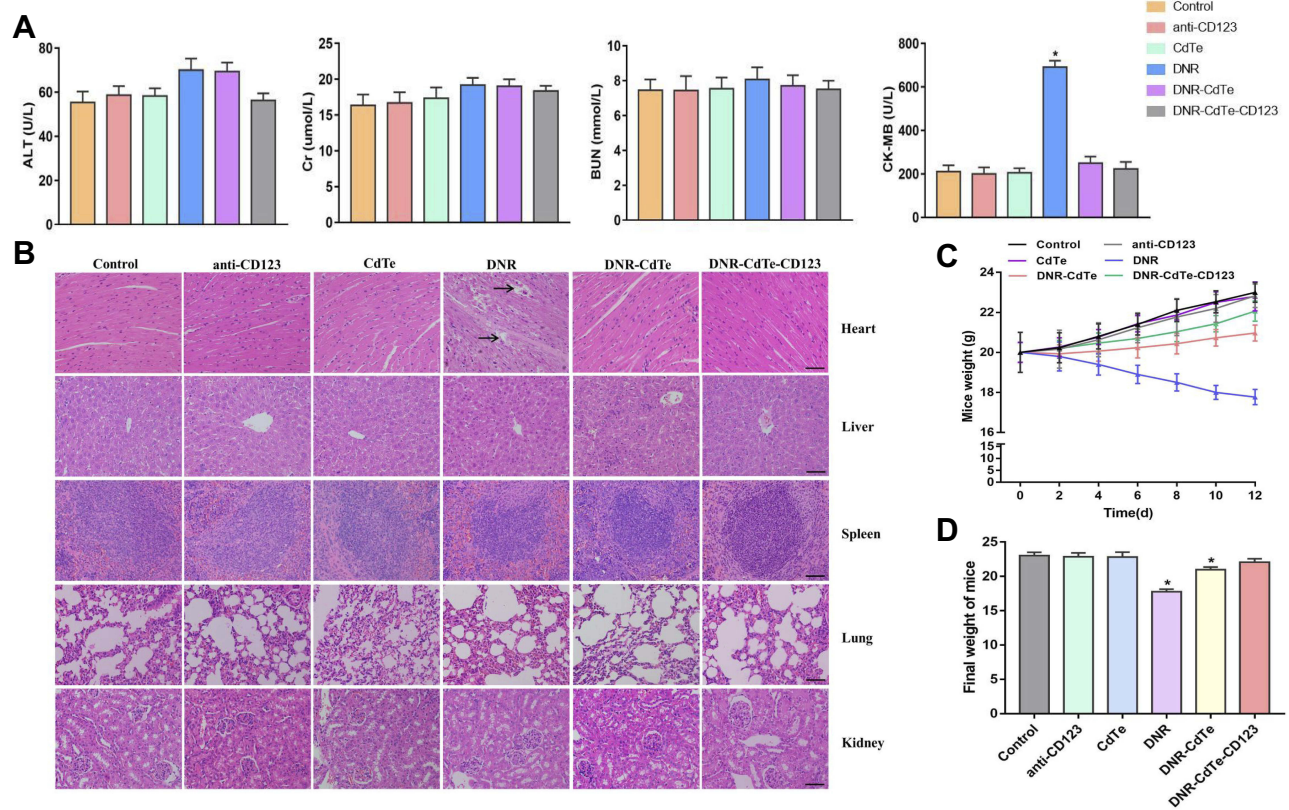 A
ALT (U/L)
80
60
40
20
0
Cr (umol/L)
25
20
15
10
5
0
BUN (mmol/L)
10
8
6
4
2
0
CK-MB (U/L)
800
600
400
200
0
*
Control
anti-CD123
CdTe
DNR
DNR-CdTe
DNR-CdTe-CD123
B
Control anti-CD123 CdTe DNR DNR-CdTe DNR-CdTe-CD123
Heart
Liver
Spleen
Lung
Kidney
C
Control anti-CD123
CdTe DNR
DNR-CdTe DNR-CdTe-CD123
Mice weight (g)
24
22
20
18
16
15
10
5
0
0 2 4 6 8 10 12
Time(d)
D
Final weight of mice
25
20
15
10
5
0
* *
Control anti-CD123 CdTe DNR DNR-CdTe DNR-CdTe-CD123